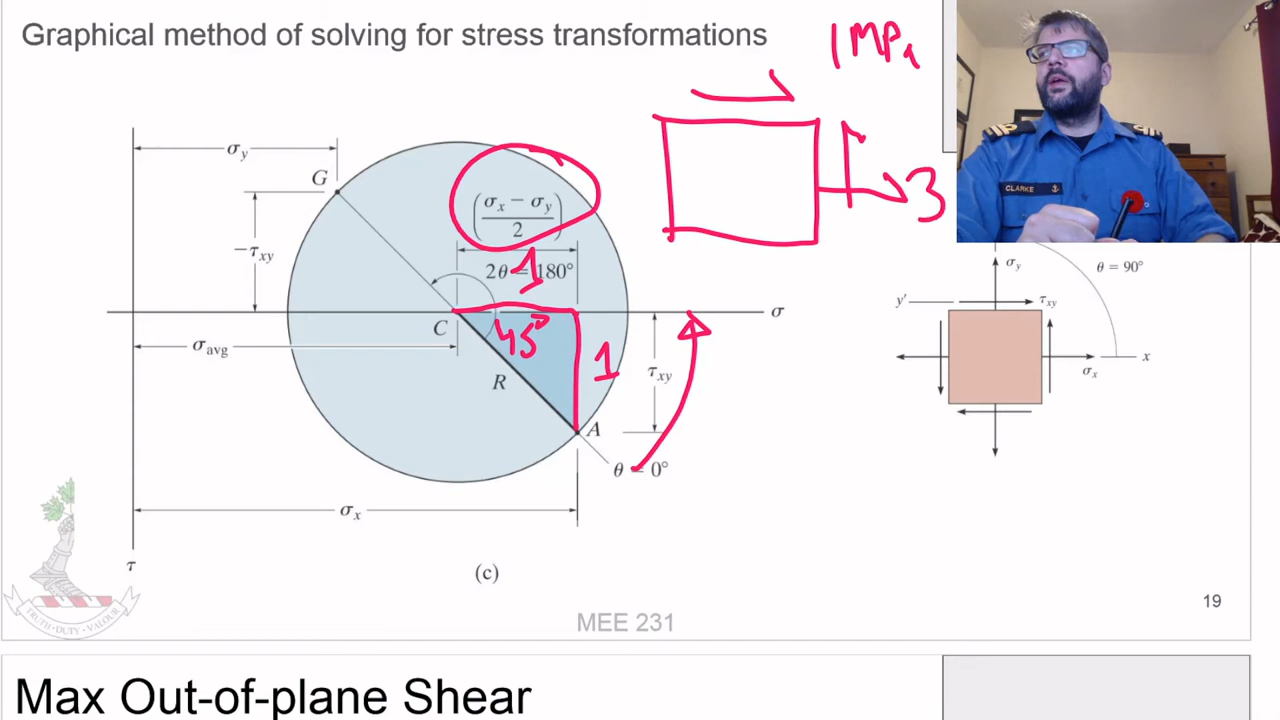 Graphical method of solving for stress transformations
1 MPa
3
CLARKE
σy
G
(σx − σy / 2)
−τxy
1
2θ = 180°
C
45°
σ
σavg
1
R
τxy
A
θ = 0°
σx
τ
(c)
TRUTH · DUTY · VALOUR
MEE 231
19
σy
θ = 90°
y'
τxy
x
σx
Max Out-of-plane Shear